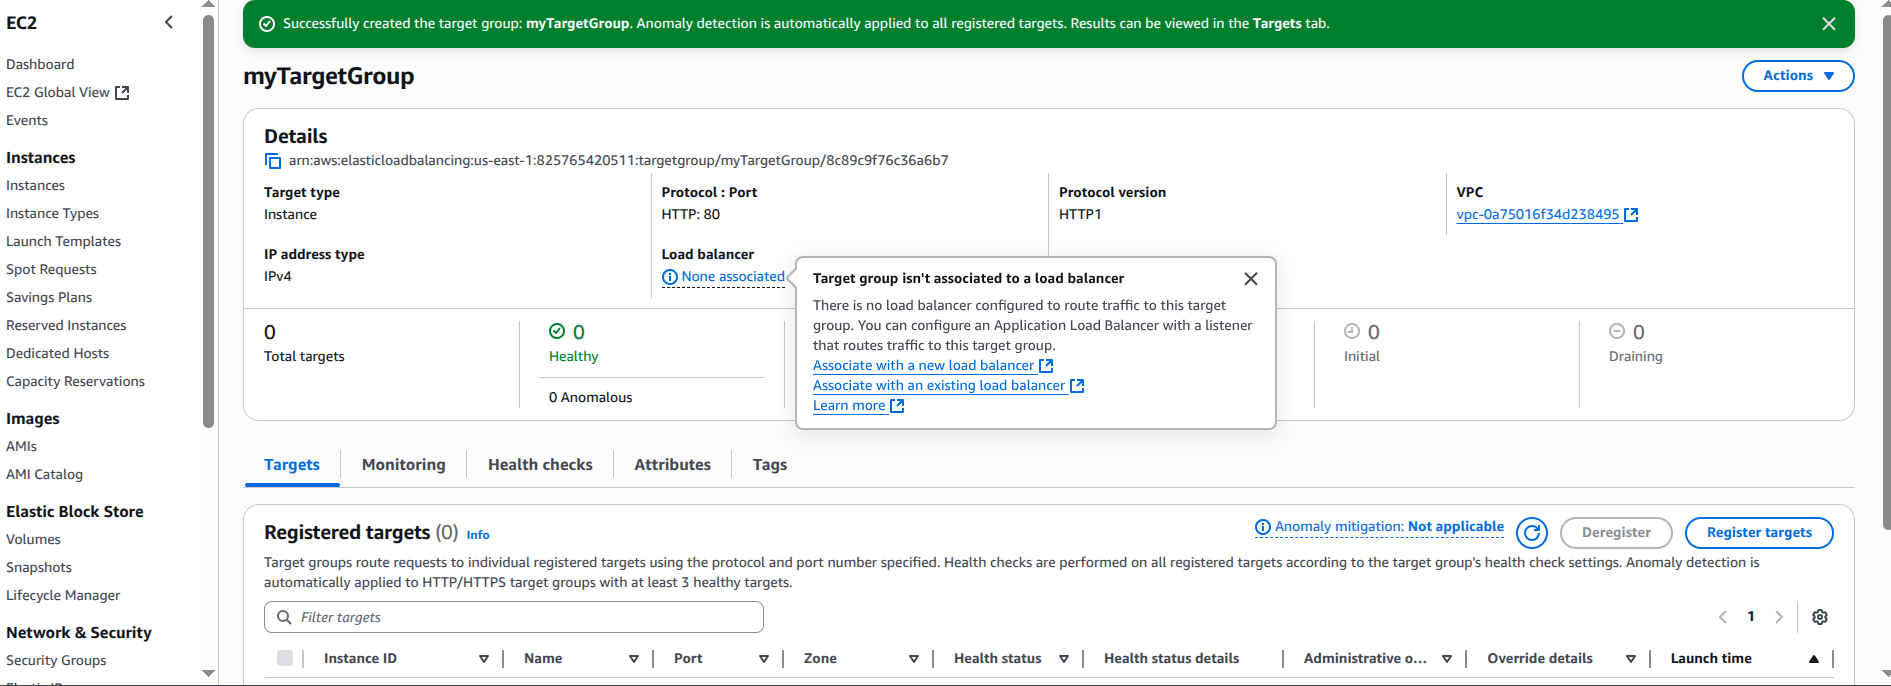 EC2
Dashboard
EC2 Global View
Events
Instances
Instances
Instance Types
Launch Templates
Spot Requests
Savings Plans
Reserved Instances
Dedicated Hosts
Capacity Reservations
Images
AMIs
AMI Catalog
Elastic Block Store
Volumes
Snapshots
Lifecycle Manager
Network & Security
Security Groups
Successfully created the target group: myTargetGroup. Anomaly detection is automatically applied to all registered targets. Results can be viewed in the Targets tab.
myTargetGroup
Actions
Details
arn:aws:elasticloadbalancing:us-east-1:825765420511:targetgroup/myTargetGroup/8c89c9f76c36a6b7
Target type
Instance
Protocol : Port
HTTP: 80
Protocol version
HTTP1
VPC
vpc-0a75016f34d238495
IP address type
IPv4
Load balancer
None associated
Target group isn't associated to a load balancer
There is no load balancer configured to route traffic to this target
group. You can configure an Application Load Balancer with a listener
that routes traffic to this target group.
Associate with a new load balancer
Associate with an existing load balancer
Learn more
0
Total targets
0
Healthy
0 Anomalous
0
Initial
0
Draining
Targets
Monitoring
Health checks
Attributes
Tags
Registered targets (0) Info
Anomaly mitigation: Not applicable
Deregister
Register targets
Target groups route requests to individual registered targets using the protocol and port number specified. Health checks are performed on all registered targets according to the target group's health check settings. Anomaly detection is
automatically applied to HTTP/HTTPS target groups with at least 3 healthy targets.
Filter targets
1
Instance ID
Name
Port
Zone
Health status
Health status details
Administrative o...
Override details
Launch time